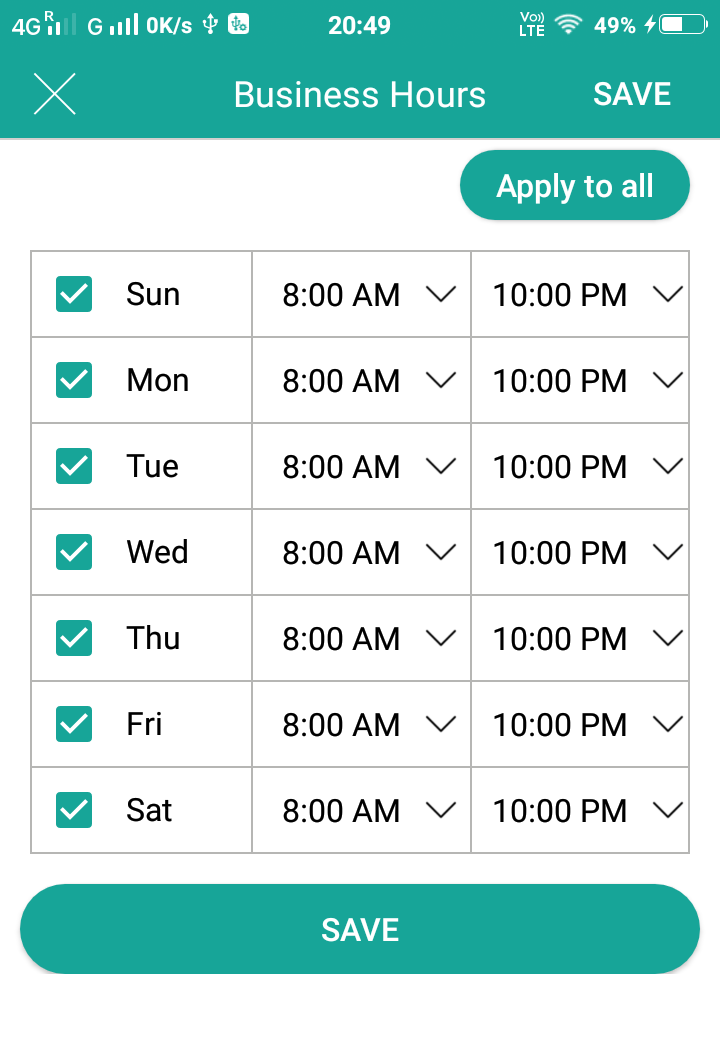 4G R G 0K/s 20:49 Vo)) LTE 49%
Business Hours SAVE
Apply to all
Sun 8:00 AM 10:00 PM
Mon 8:00 AM 10:00 PM
Tue 8:00 AM 10:00 PM
Wed 8:00 AM 10:00 PM
Thu 8:00 AM 10:00 PM
Fri 8:00 AM 10:00 PM
Sat 8:00 AM 10:00 PM
SAVE